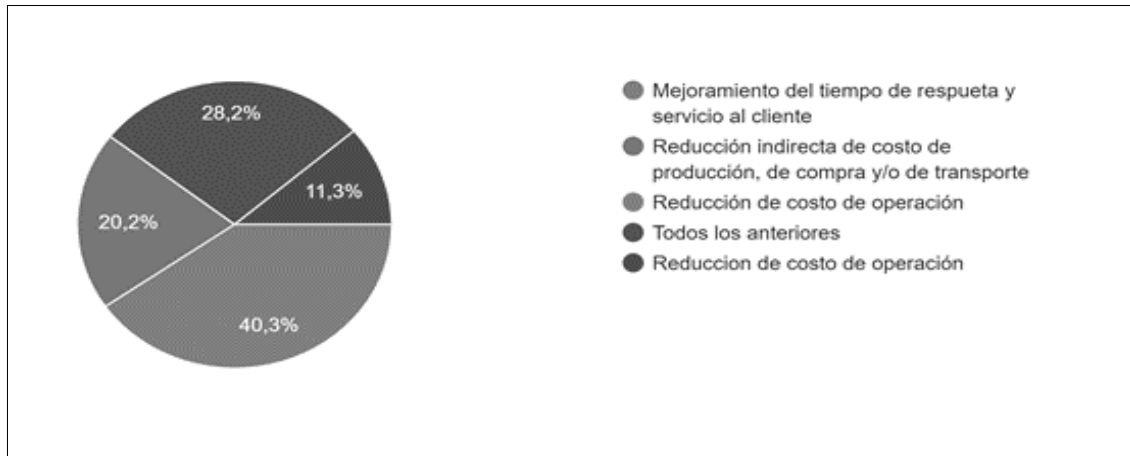 28,2%
11,3%
20,2%
40,3%
Mejoramiento del tiempo de respueta y
servicio al cliente
Reducción indirecta de costo de
producción, de compra y/o de transporte
Reducción de costo de operación
Todos los anteriores
Reduccion de costo de operación